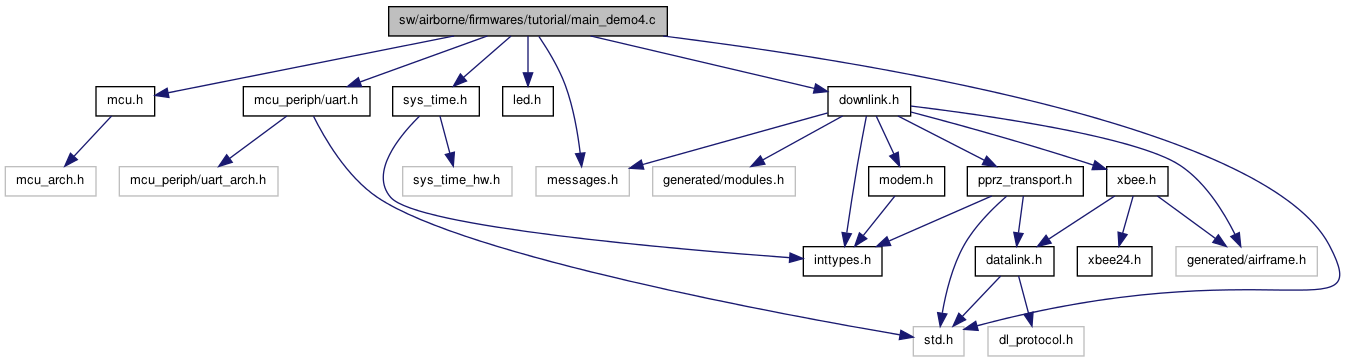 sw/airborne/firmwares/tutorial/main_demo4.c
mcu.h
mcu_periph/uart.h
sys_time.h
led.h
downlink.h
mcu_arch.h
mcu_periph/uart_arch.h
sys_time_hw.h
messages.h
generated/modules.h
modem.h
pprz_transport.h
xbee.h
inttypes.h
datalink.h
xbee24.h
generated/airframe.h
std.h
dl_protocol.h